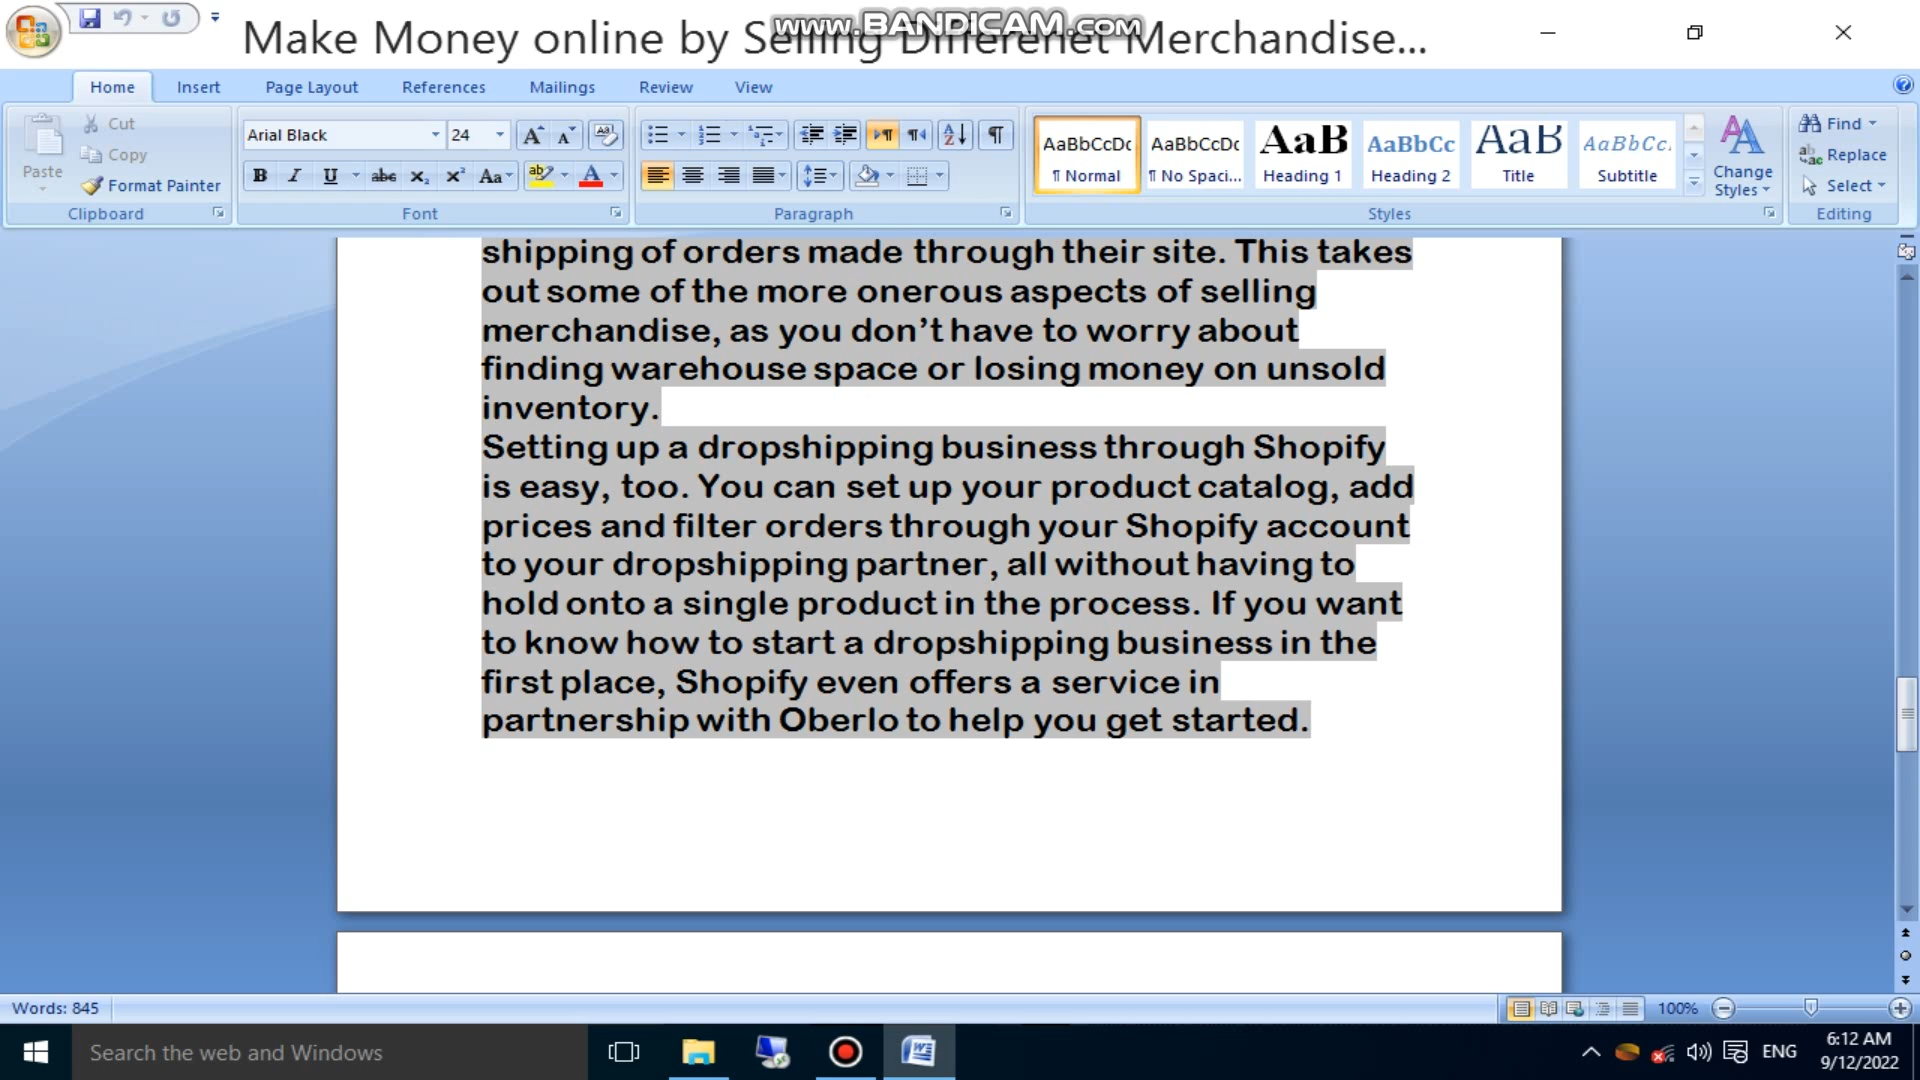 www.BANDICAM.com
Make Money online by Selling Differenet Merchandise...
Home Insert Page Layout References Mailings Review View
Paste
Cut
Copy
Format Painter
Clipboard
Arial Black 24
B I U abc X₂ X² Aa ab A
Font
Paragraph
AaBbCcDc AaBbCcDc AaB AaBbCc AaB AaBbCc.
¶ Normal ¶ No Spaci... Heading 1 Heading 2 Title Subtitle
Change Styles
Styles
Find
Replace
Select
Editing
shipping of orders made through their site. This takes
out some of the more onerous aspects of selling
merchandise, as you don’t have to worry about
finding warehouse space or losing money on unsold
inventory.
Setting up a dropshipping business through Shopify
is easy, too. You can set up your product catalog, add
prices and filter orders through your Shopify account
to your dropshipping partner, all without having to
hold onto a single product in the process. If you want
to know how to start a dropshipping business in the
first place, Shopify even offers a service in
partnership with Oberlo to help you get started.
Words: 845
100%
Search the web and Windows
ENG
6:12 AM
9/12/2022